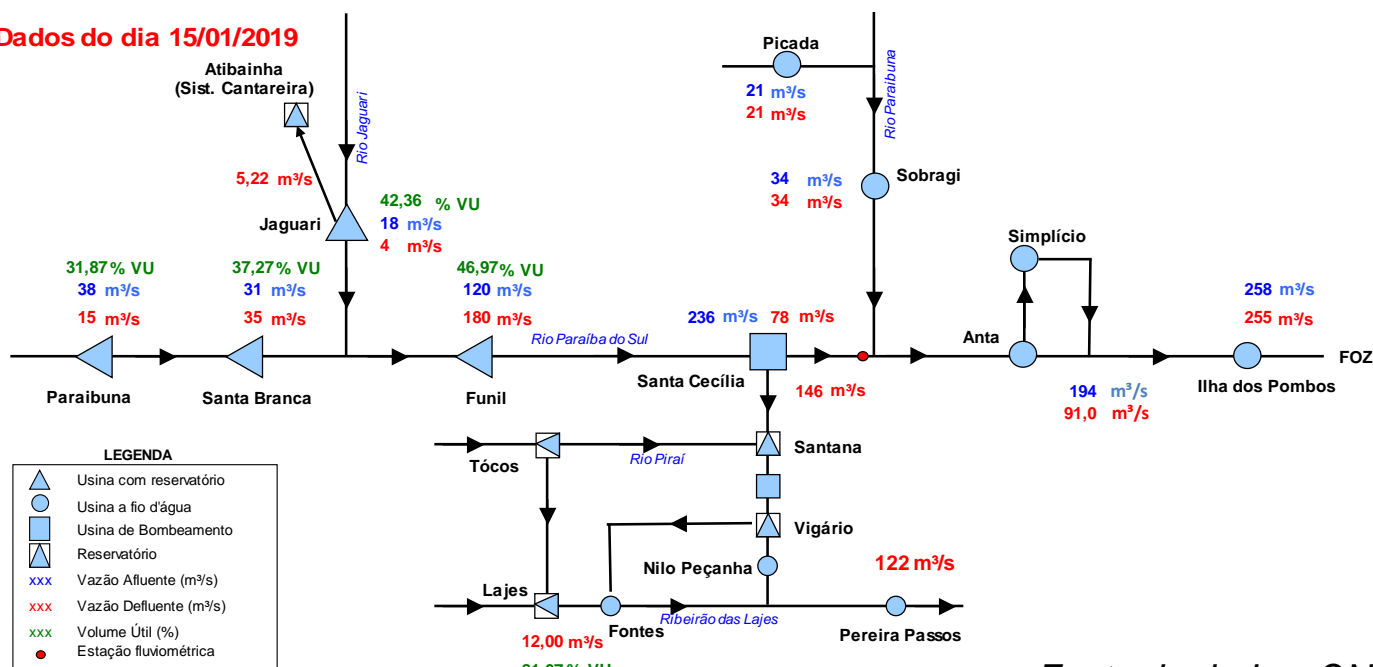 Dados do dia 15/01/2019
Atibainha
(Sist. Cantareira)
Rio Jaguari
5,22 m³/s
Jaguari
42,36 % VU
18 m³/s
4 m³/s
Picada
21 m³/s
21 m³/s
Rio Paraibuna
34 m³/s
34 m³/s
Sobragi
31,87% VU
38 m³/s
15 m³/s
Paraibuna
37,27% VU
31 m³/s
35 m³/s
Santa Branca
46,97% VU
120 m³/s
180 m³/s
Funil
Rio Paraíba do Sul
236 m³/s 78 m³/s
Santa Cecília
146 m³/s
Simplício
Anta
194 m³/s
91,0 m³/s
258 m³/s
255 m³/s
Ilha dos Pombos
FOZ
Tócos
Rio Piraí
Santana
Vigário
Nilo Peçanha
122 m³/s
Lajes
Fontes
Ribeirão das Lajes
Pereira Passos
12,00 m³/s
LEGENDA
Usina com reservatório
Usina a fio d'água
Usina de Bombeamento
Reservatório
xxx Vazão Afluente (m³/s)
xxx Vazão Defluente (m³/s)
xxx Volume Útil (%)
Estação fluviométrica